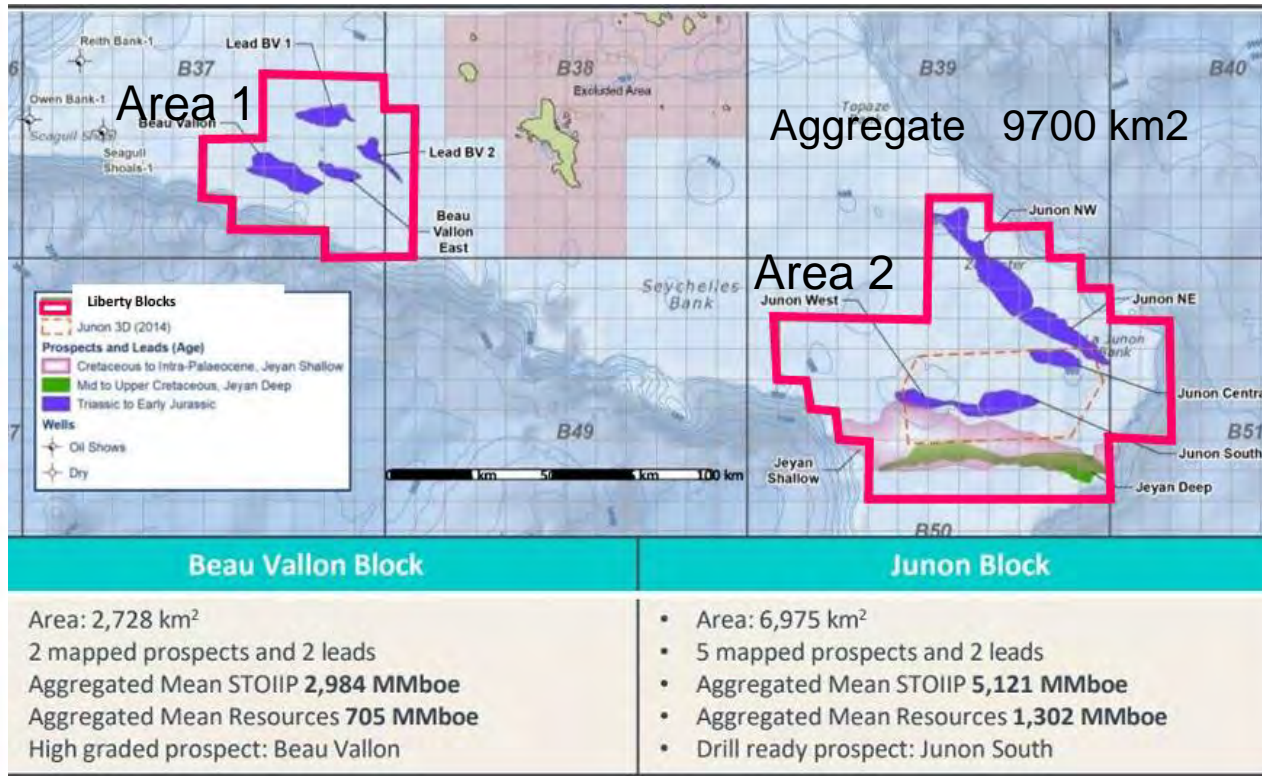 Reith Bank-1
Lead BV 1
B37
B38
B39
B40
Excluded Area
Owen Bank-1
Area 1
Beau Vallon
Seagull
Seagull
Shoals-1
Lead BV 2
Topaze
Aggregate 9700 km2
Beau
Vallon
East
Junon NW
Area 2
Seychelles
Bank
Junon West
Junon NE
La Junon
Bank
Junon Centra
Liberty Blocks
Junon 3D (2014)
Prospects and Leads (Age)
Cretaceous to Intra-Palaeocene, Jeyan Shallow
Mid to Upper Cretaceous, Jeyan Deep
Triassic to Early Jurassic
Wells
Oil Shows
Dry
B49
B51
Junon South
Jeyan
Shallow
Jeyan Deep
0 km 50 km 100 km
B50
Beau Vallon Block
Area: 2,728 km²
2 mapped prospects and 2 leads
Aggregated Mean STOIIP 2,984 MMboe
Aggregated Mean Resources 705 MMboe
High graded prospect: Beau Vallon
Junon Block
• Area: 6,975 km²
• 5 mapped prospects and 2 leads
• Aggregated Mean STOIIP 5,121 MMboe
• Aggregated Mean Resources 1,302 MMboe
• Drill ready prospect: Junon South